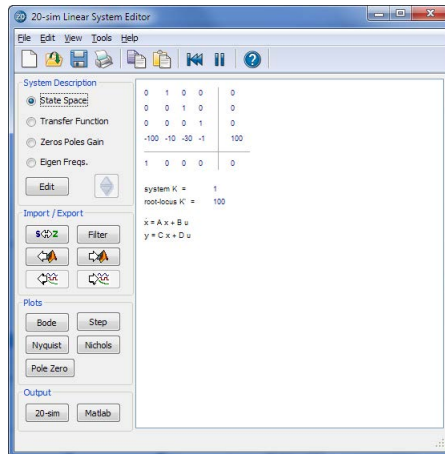 20-sim Linear System Editor
File Edit View Tools Help
System Description
State Space
Transfer Function
Zeros Poles Gain
Eigen Freqs.
Edit
Import / Export
S Z Filter
Plots
Bode Step
Nyquist Nichols
Pole Zero
Output
20-sim Matlab
0 1 0 0 0
0 0 1 0 0
0 0 0 1 0
-100 -10 -30 -1 100
1 0 0 0 0
system K = 1
root-locus K' = 100
x = A x + B u
y = C x + D u